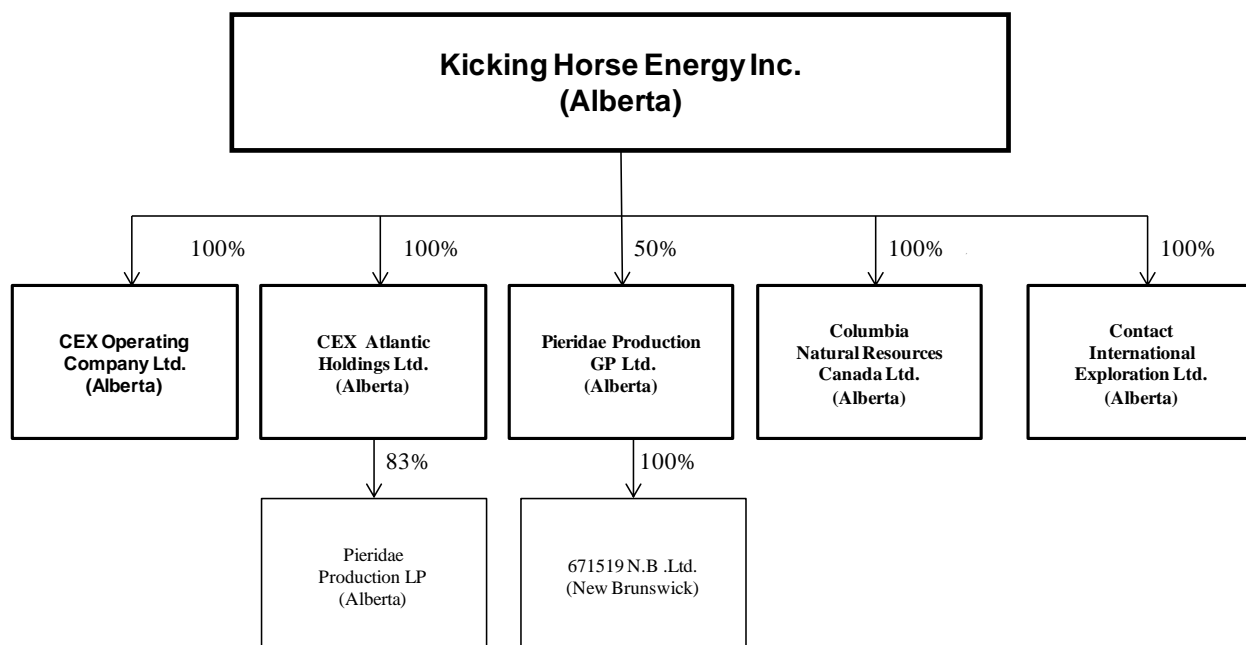 Kicking Horse Energy Inc.
(Alberta)
100%
100%
50%
100%
100%
CEX Operating
Company Ltd.
(Alberta)
CEX Atlantic
Holdings Ltd.
(Alberta)
Pieridae Production
GP Ltd.
(Alberta)
Columbia
Natural Resources
Canada Ltd.
(Alberta)
Contact
International
Exploration Ltd.
(Alberta)
83%
100%
Pieridae
Production LP
(Alberta)
671519 N.B .Ltd.
(New Brunswick)